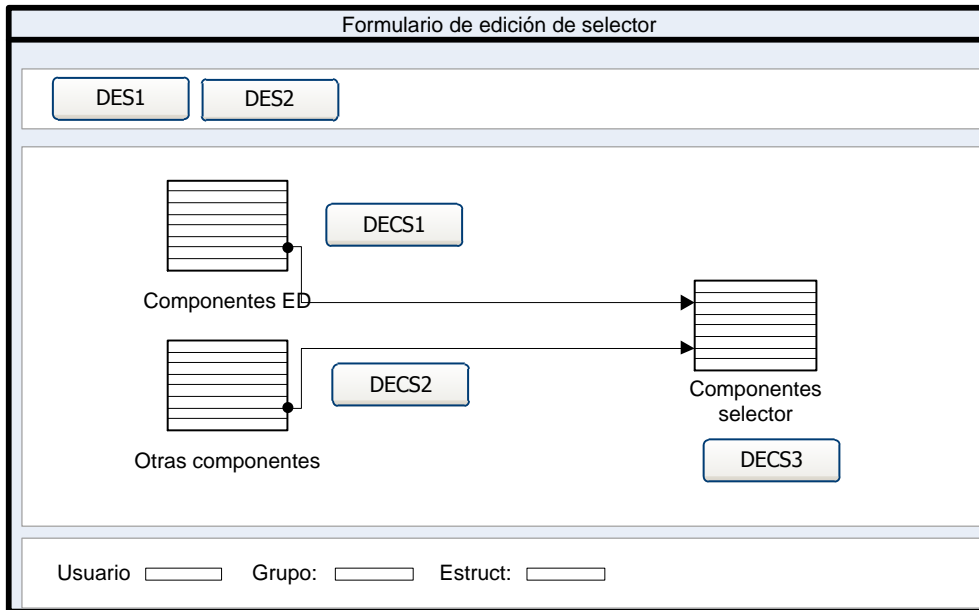 Formulario de edición de selector
DES1
DES2
DECS1
Componentes ED
DECS2
Componentes
selector
Otras componentes
DECS3
Usuario Grupo: Estruct: